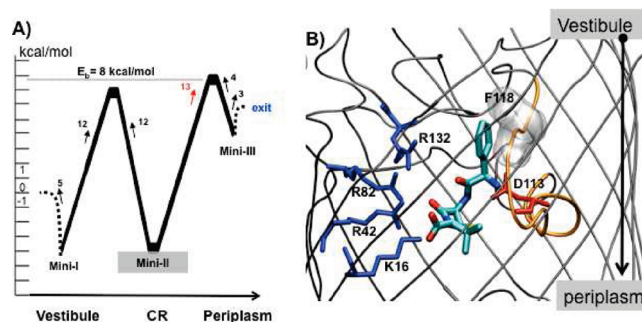 A)
kcal/mol
E_b = 8 kcal/mol
13
4
3
exit
12
12
Mini-III
1
0
-1
5
Mini-I
Mini-II
Vestibule CR Periplasm
B)
Vestibule
F118
R132
R82
D113
R42
K16
periplasm